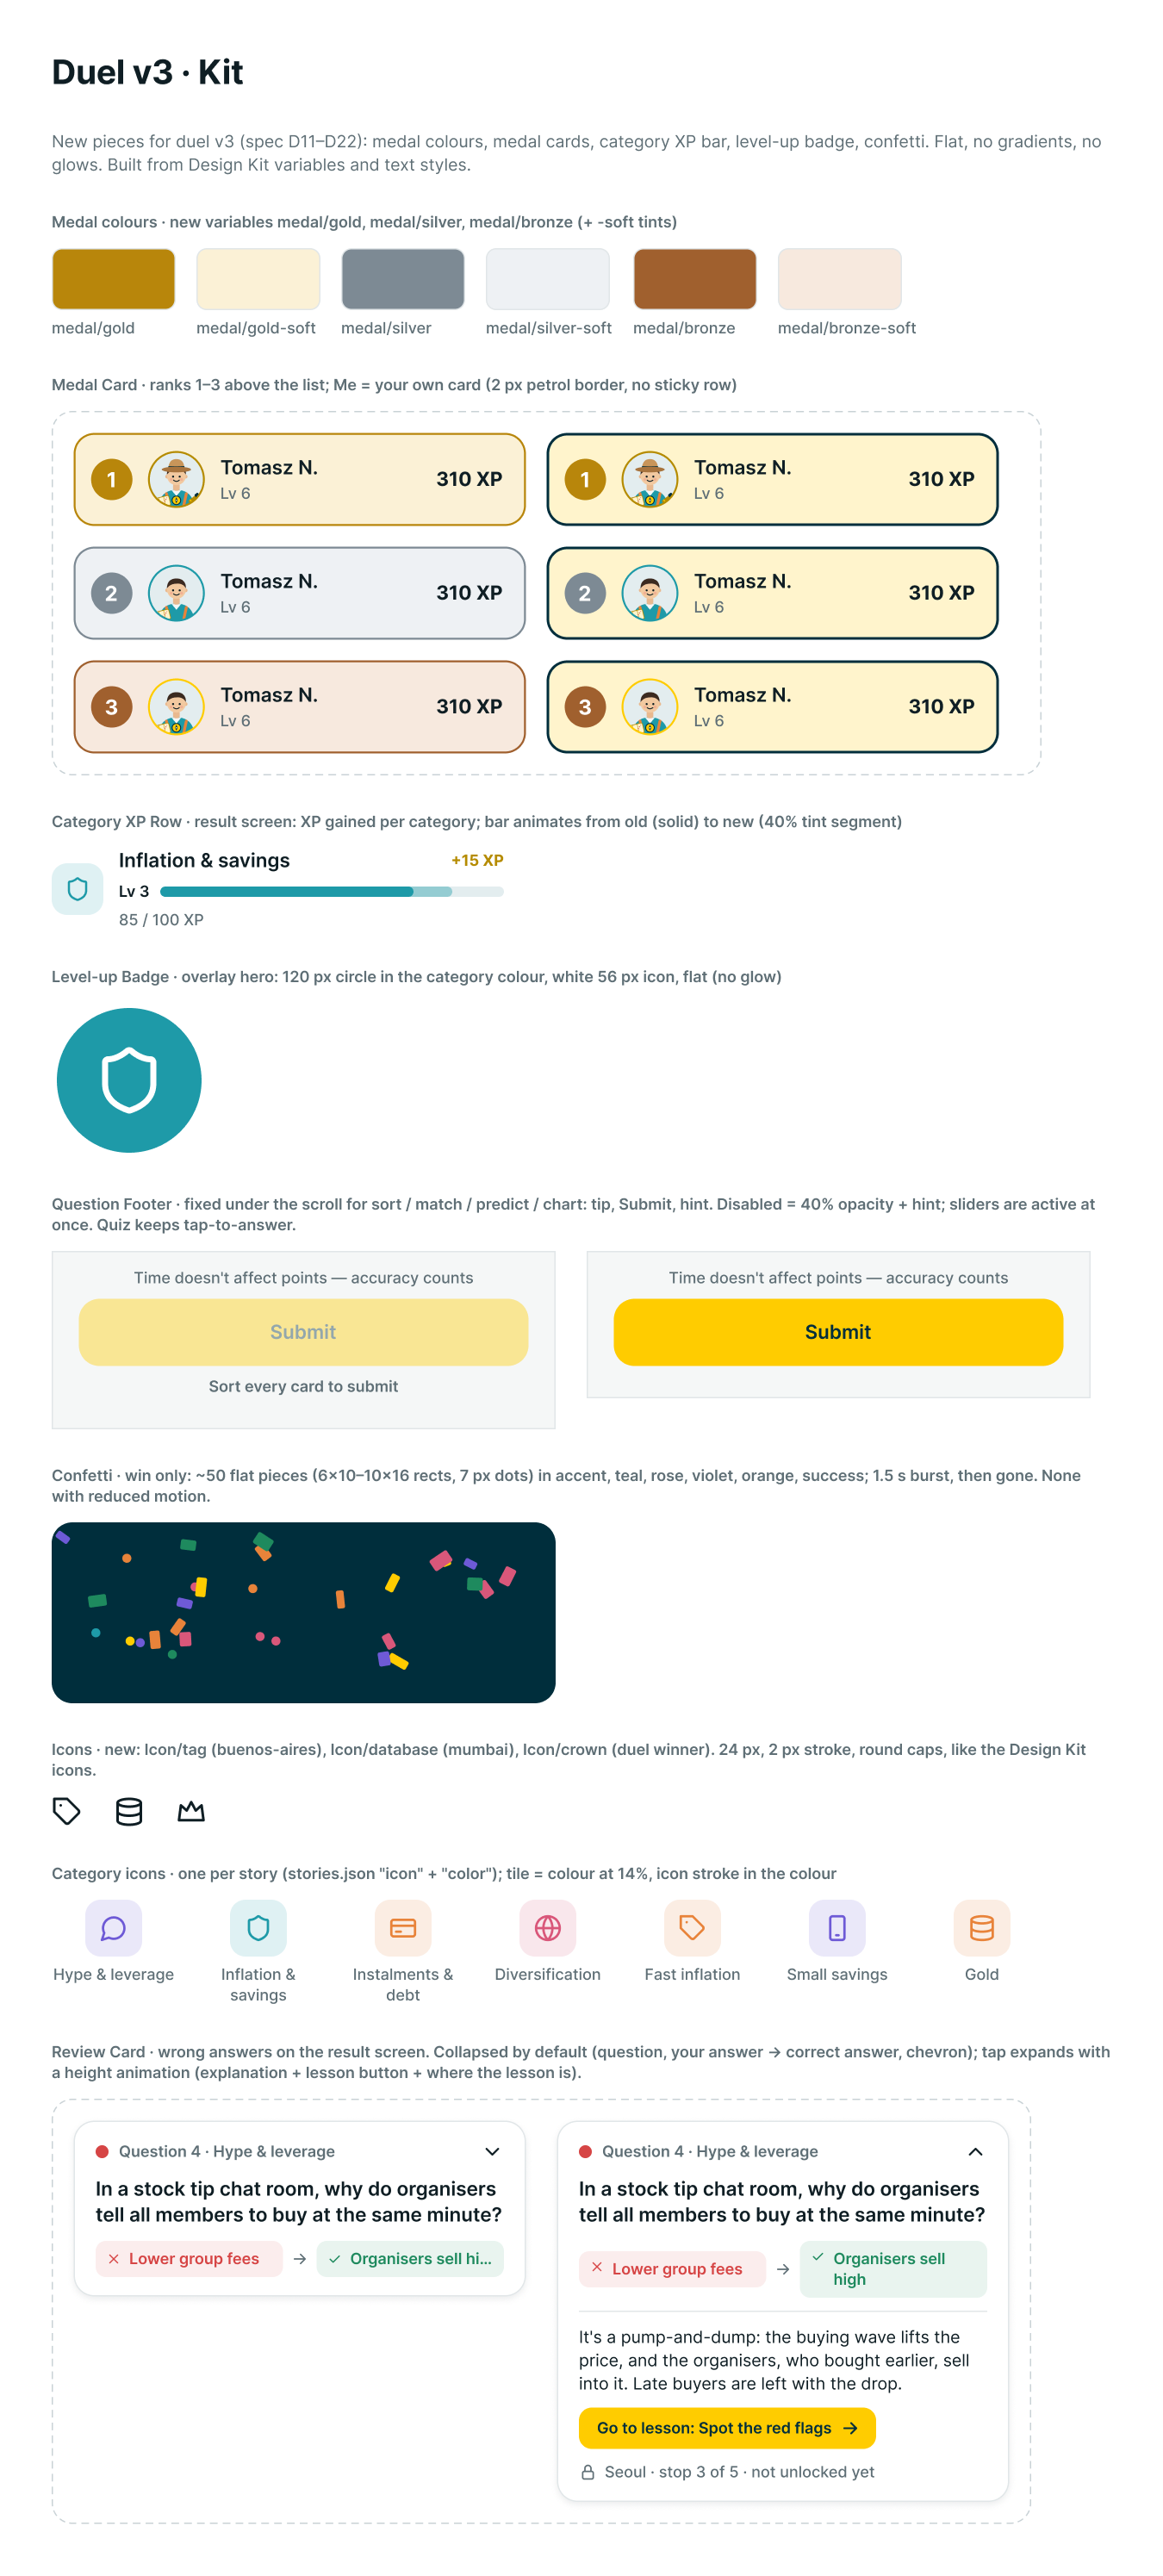 Duel v3 · Kit
New pieces for duel v3 (spec D11–D22): medal colours, medal cards, category XP bar, level-up badge, confetti. Flat, no gradients, no
glows. Built from Design Kit variables and text styles.
Medal colours · new variables medal/gold, medal/silver, medal/bronze (+ -soft tints)
medal/gold
medal/gold-soft
medal/silver
medal/silver-soft
medal/bronze
medal/bronze-soft
Medal Card · ranks 1–3 above the list; Me = your own card (2 px petrol border, no sticky row)
1
Tomasz N.
Lv 6
310 XP
1
Tomasz N.
Lv 6
310 XP
2
Tomasz N.
Lv 6
310 XP
2
Tomasz N.
Lv 6
310 XP
3
Tomasz N.
Lv 6
310 XP
3
Tomasz N.
Lv 6
310 XP
Category XP Row · result screen: XP gained per category; bar animates from old (solid) to new (40% tint segment)
Inflation & savings
+15 XP
Lv 3
85 / 100 XP
Level-up Badge · overlay hero: 120 px circle in the category colour, white 56 px icon, flat (no glow)
Question Footer · fixed under the scroll for sort / match / predict / chart: tip, Submit, hint. Disabled = 40% opacity + hint; sliders are active at
once. Quiz keeps tap-to-answer.
Time doesn't affect points — accuracy counts
Submit
Sort every card to submit
Time doesn't affect points — accuracy counts
Submit
Confetti · win only: ~50 flat pieces (6×10–10×16 rects, 7 px dots) in accent, teal, rose, violet, orange, success; 1.5 s burst, then gone. None
with reduced motion.
Icons · new: Icon/tag (buenos-aires), Icon/database (mumbai), Icon/crown (duel winner). 24 px, 2 px stroke, round caps, like the Design Kit
icons.
Category icons · one per story (stories.json "icon" + "color"); tile = colour at 14%, icon stroke in the colour
Hype & leverage
Inflation &
savings
Instalments &
debt
Diversification
Fast inflation
Small savings
Gold
Review Card · wrong answers on the result screen. Collapsed by default (question, your answer → correct answer, chevron); tap expands with
a height animation (explanation + lesson button + where the lesson is).
Question 4 · Hype & leverage
In a stock tip chat room, why do organisers
tell all members to buy at the same minute?
Lower group fees
→
Organisers sell hi...
Question 4 · Hype & leverage
In a stock tip chat room, why do organisers
tell all members to buy at the same minute?
Lower group fees
→
Organisers sell
high
It's a pump-and-dump: the buying wave lifts the
price, and the organisers, who bought earlier, sell
into it. Late buyers are left with the drop.
Go to lesson: Spot the red flags →
Seoul · stop 3 of 5 · not unlocked yet